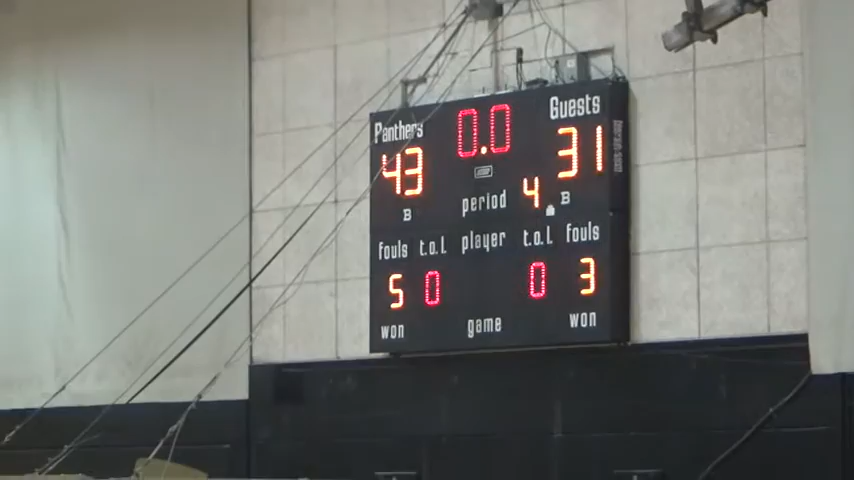 Panthers 0.0 Guests
43 31
period 4
B B
fouls t.o.l player t.o.l fouls
5 0 0 3
won game won